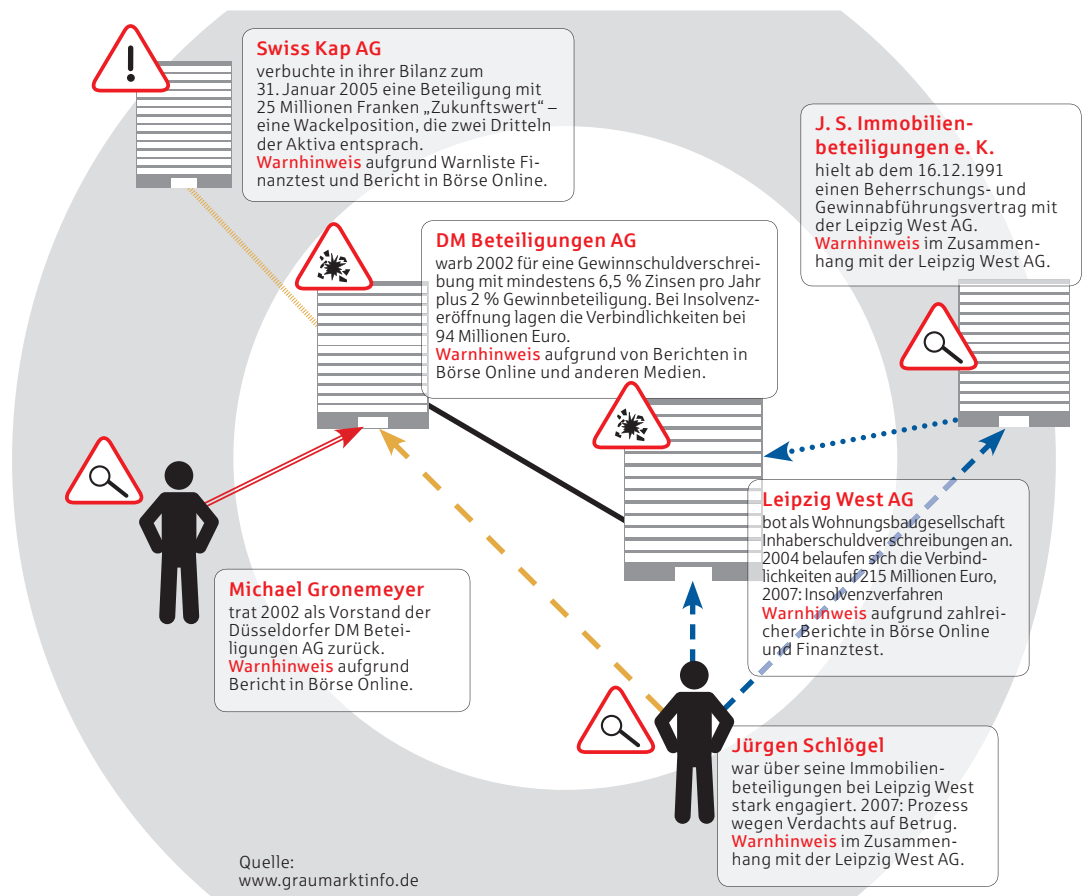 Swiss Kap AG
verbuchte in ihrer Bilanz zum
31. Januar 2005 eine Beteiligung mit
25 Millionen Franken „Zukunftswert“ –
eine Wackelposition, die zwei Dritteln
der Aktiva entsprach.
Warnhinweis aufgrund Warnliste Fi-
nanztest und Bericht in Börse Online.
J. S. Immobilien-
beteiligungen e. K.
hielt ab dem 16.12.1991
einen Beherrschungs- und
Gewinnabführungsvertrag mit
der Leipzig West AG.
Warnhinweis im Zusammen-
hang mit der Leipzig West AG.
DM Beteiligungen AG
warb 2002 für eine Gewinnschuldverschrei-
bung mit mindestens 6,5 % Zinsen pro Jahr
plus 2 % Gewinnbeteiligung. Bei Insolvenz-
eröffnung lagen die Verbindlichkeiten bei
94 Millionen Euro.
Warnhinweis aufgrund von Berichten in
Börse Online und anderen Medien.
Leipzig West AG
bot als Wohnungsbaugesellschaft
Inhaberschuldverschreibungen an.
2004 belaufen sich die Verbind-
lichkeiten auf 215 Millionen Euro,
2007: Insolvenzverfahren
Warnhinweis aufgrund zahlrei-
cher Berichte in Börse Online
und Finanztest.
Michael Gronemeyer
trat 2002 als Vorstand der
Düsseldorfer DM Betei-
ligungen AG zurück.
Warnhinweis aufgrund
Bericht in Börse Online.
Jürgen Schlögel
war über seine Immobilien-
beteiligungen bei Leipzig West
stark engagiert. 2007: Prozess
wegen Verdachts auf Betrug.
Warnhinweis im Zusammen-
hang mit der Leipzig West AG.
Quelle:
www.graumarktinfo.de